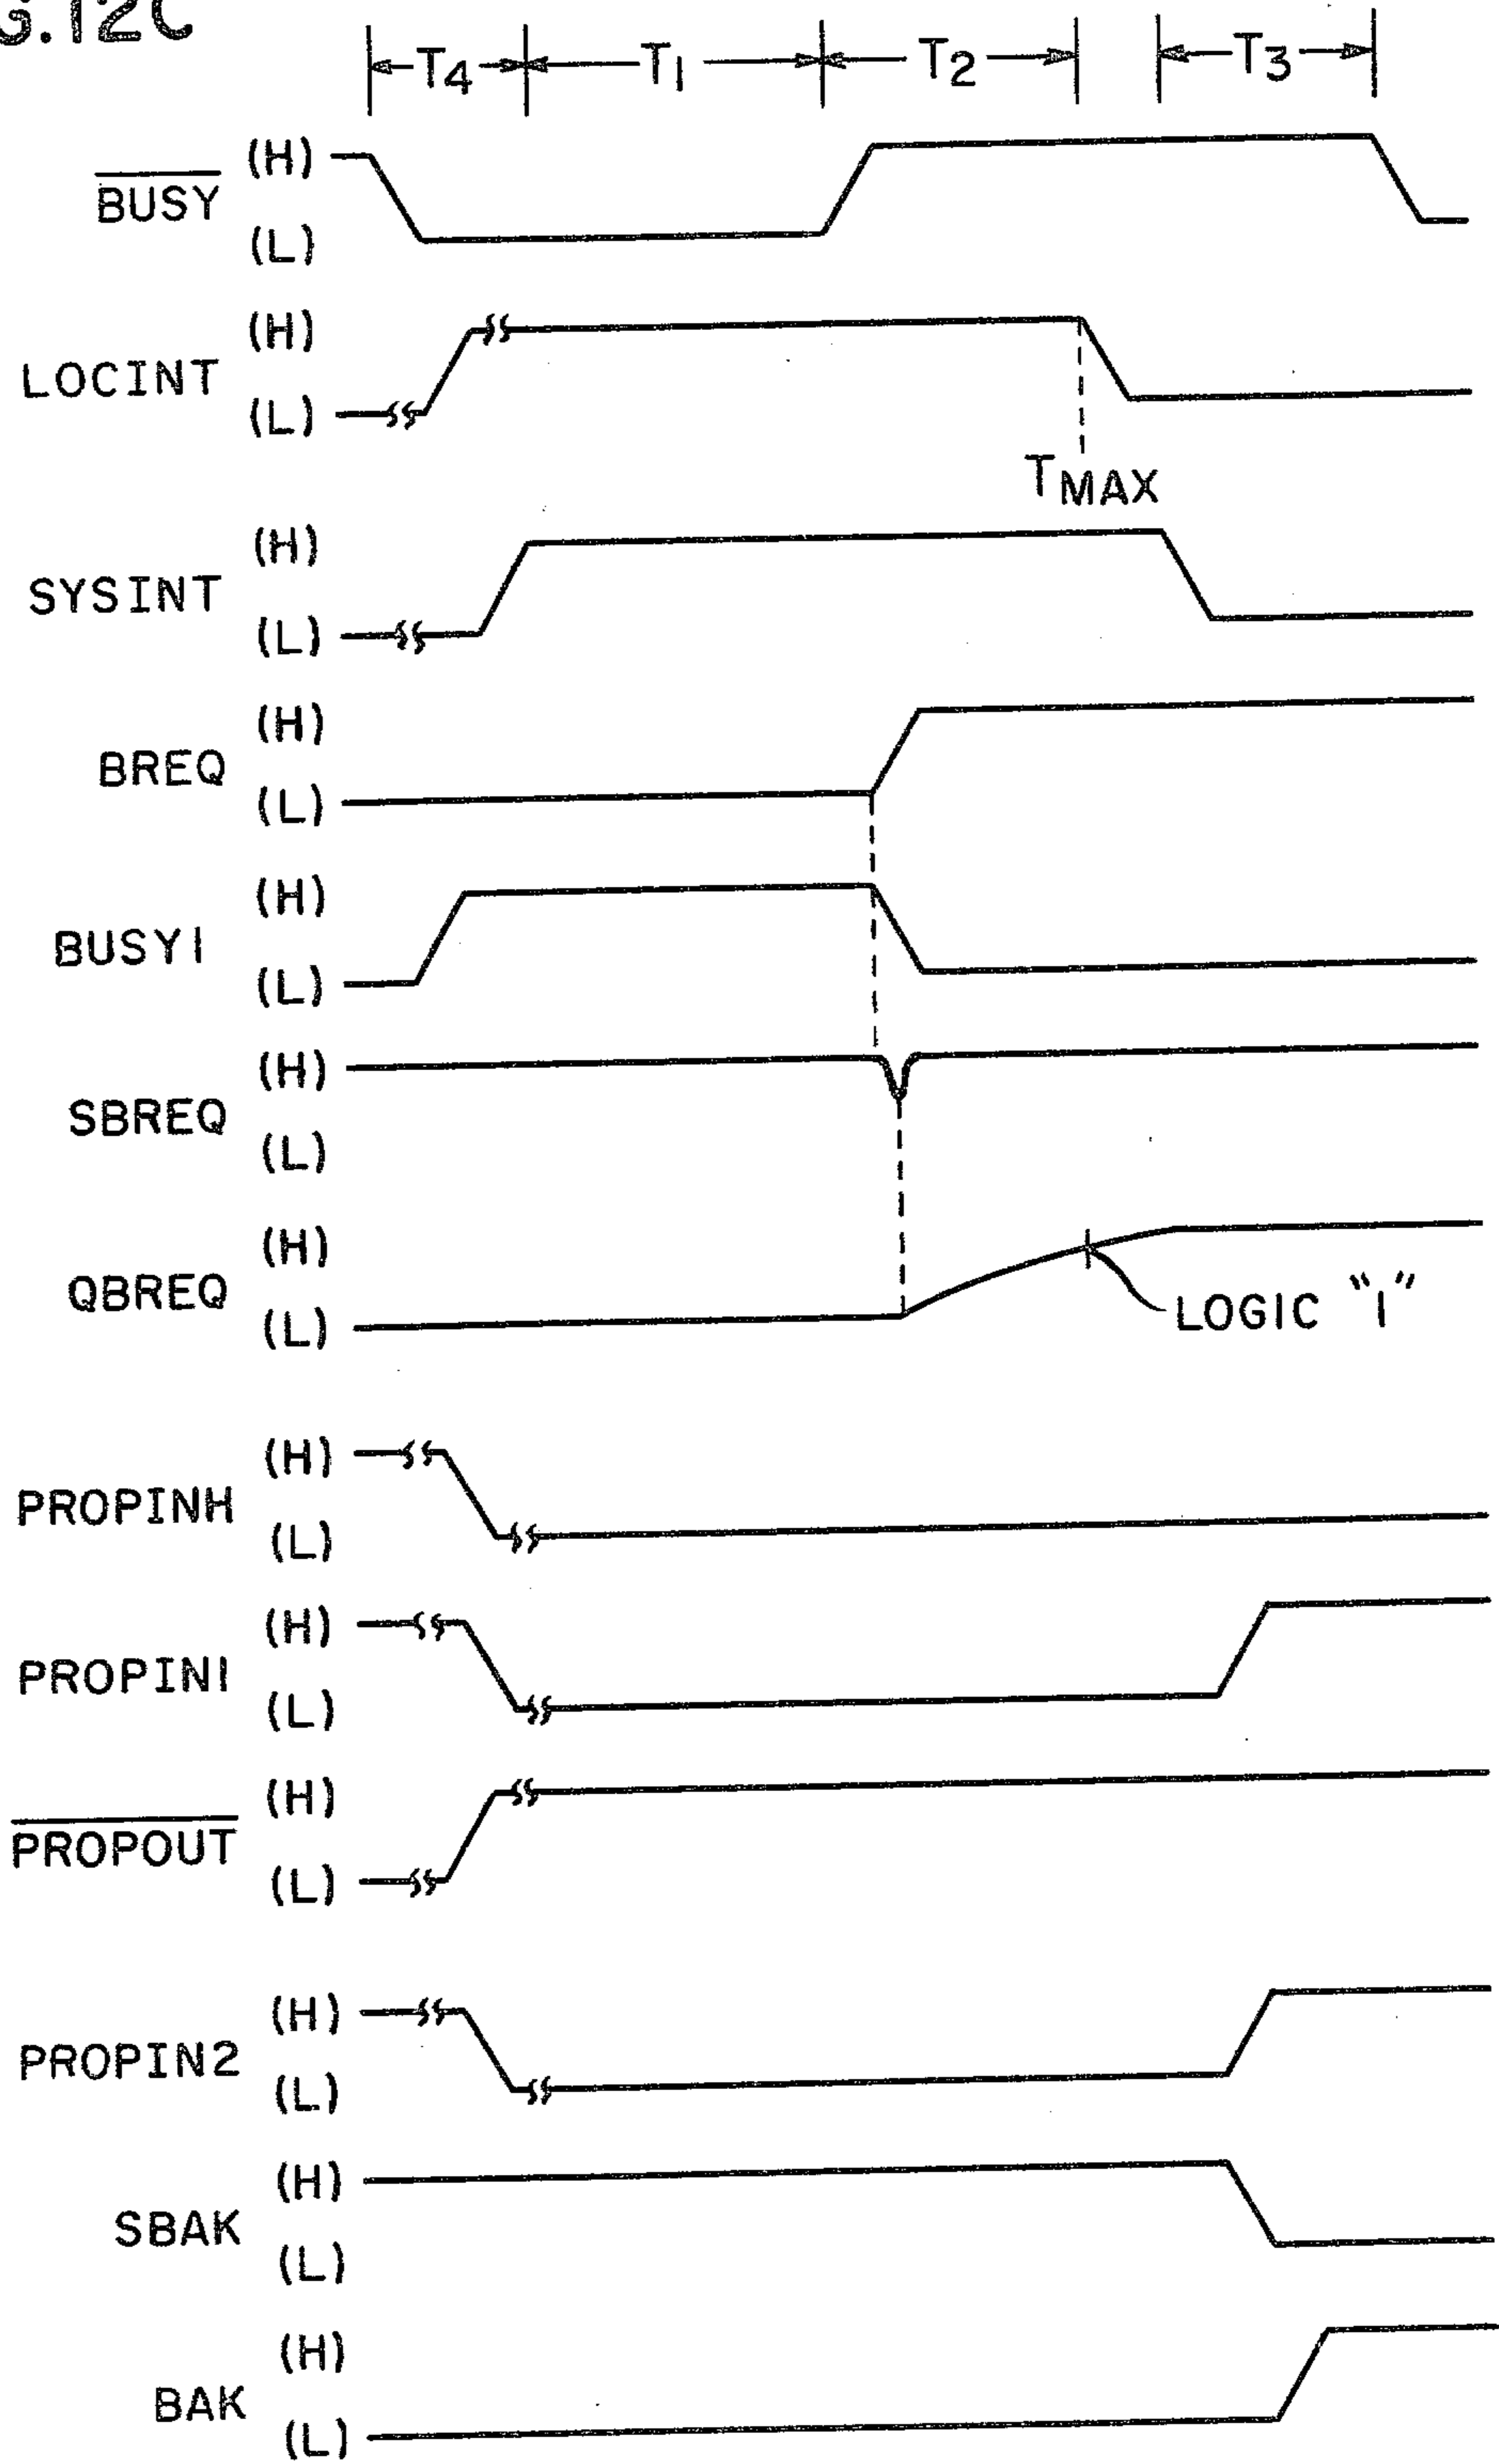 G.12C
T4 T1 T2 T3
BUSY (H) (L)
LOCINT (H) (L)
TMAX
SYSINT (H) (L)
BREQ (H) (L)
BUSY1 (H) (L)
SBREQ (H) (L)
QBREQ (H) (L)
LOGIC "1"
PROPINH (H) (L)
PROPIN1 (H) (L)
PROPOUT (H) (L)
PROPIN2 (H) (L)
SBAK (H) (L)
BAK (H) (L)